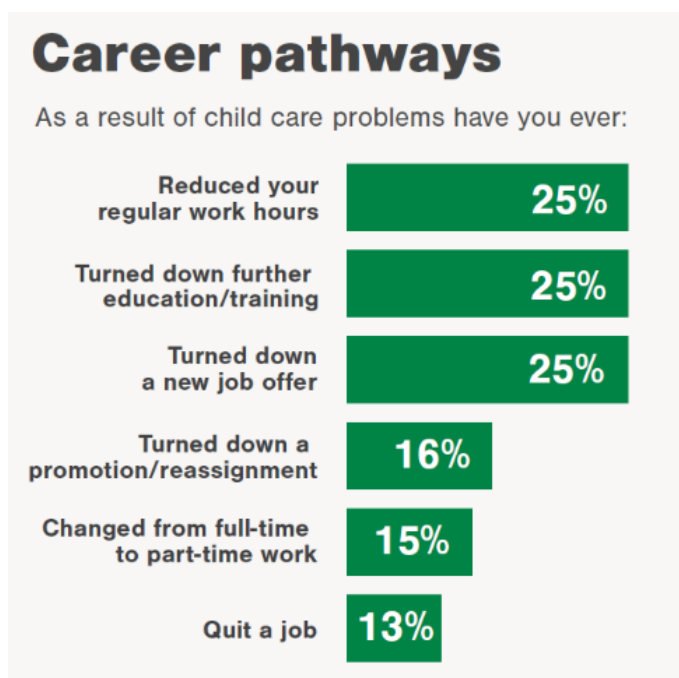 Career pathways
As a result of child care problems have you ever:
Reduced your
regular work hours
25%
Turned down further
education/training
25%
Turned down
a new job offer
25%
Turned down a
promotion/reassignment
16%
Changed from full-time
to part-time work
15%
Quit a job
13%